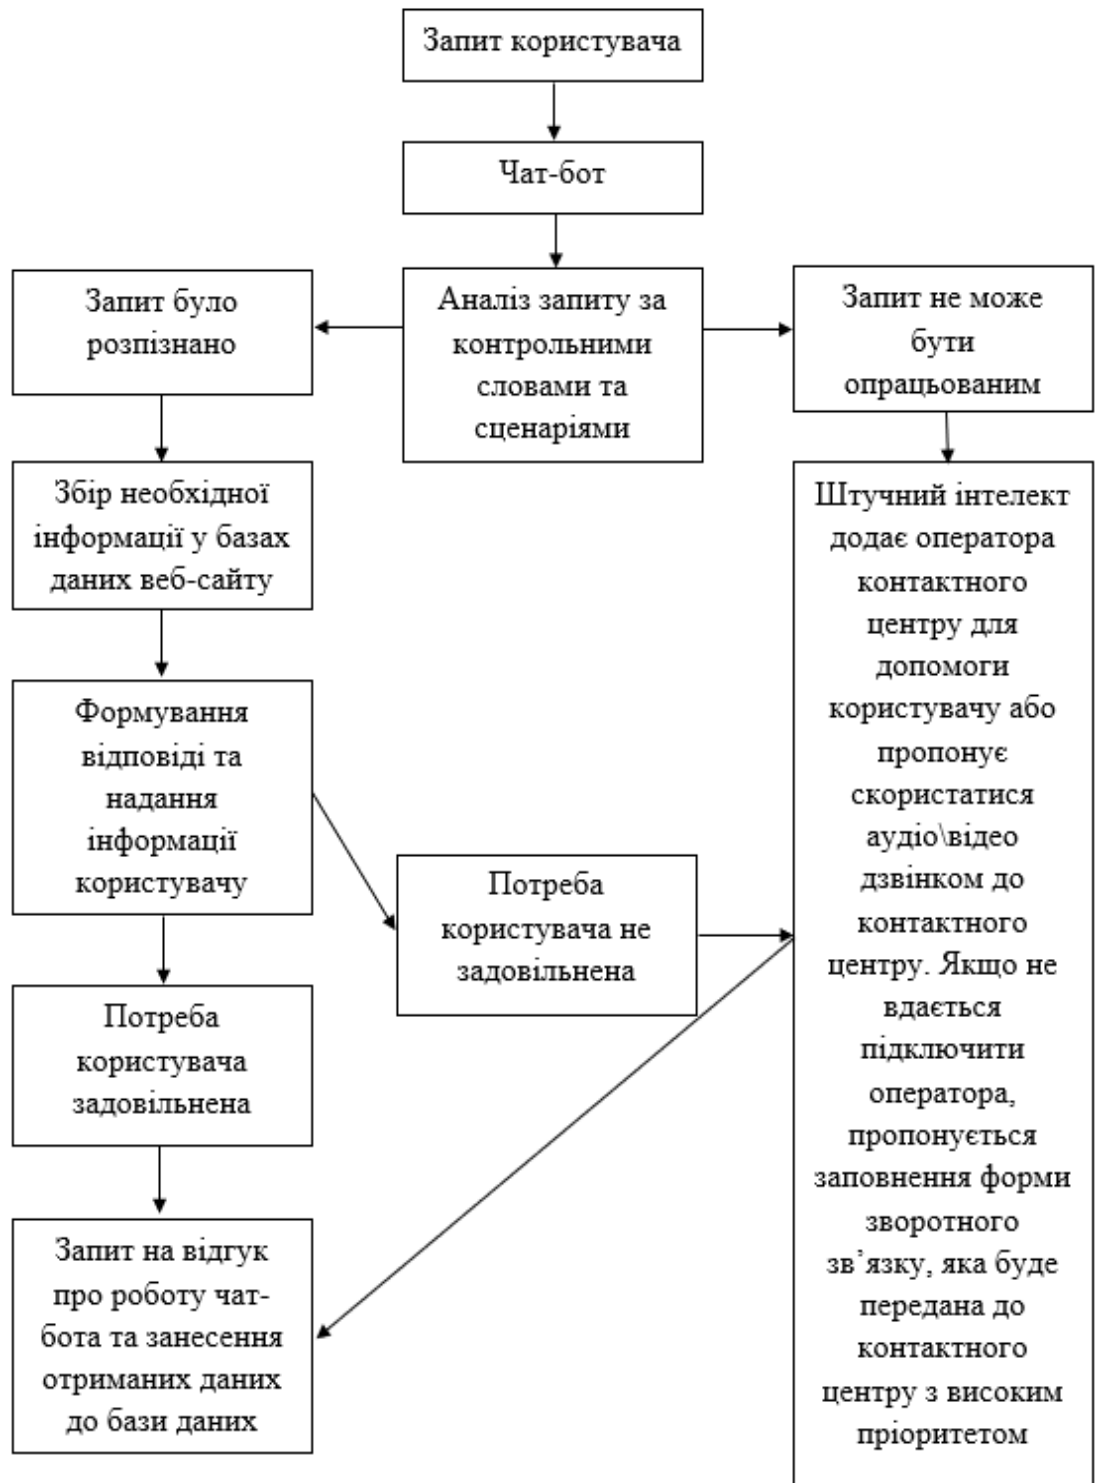 Запит користувача
Чат-бот
Аналіз запиту за
контрольними
словами та
сценаріями
Запит було
розпізнано
Запит не може
бути
опрацьованим
Збір необхідної
інформації у базах
даних веб-сайту
Формування
відповіді та
надання
інформації
користувачу
Потреба
користувача не
задовільнена
Потреба
користувача
задовільнена
Запит на відгук
про роботу чат-
бота та занесення
отриманих даних
до бази даних
Штучний інтелект
додає оператора
контактного
центру для
допомоги
користувачу або
пропонує
скористатися
аудіо\відео
дзвінком до
контактного
центру. Якщо не
вдається
підключити
оператора,
пропонується
заповнення форми
зворотного
зв’язку, яка буде
передана до
контактного
центру з високим
пріоритетом